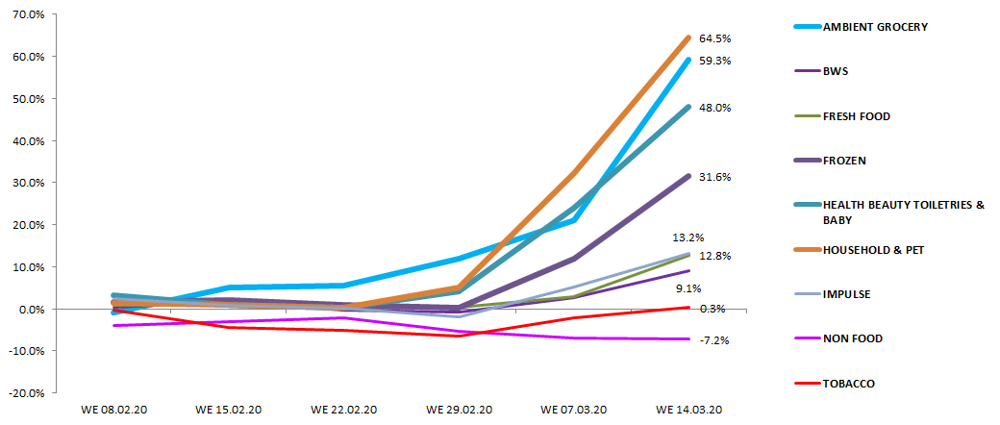 70.0%
60.0%
50.0%
40.0%
30.0%
20.0%
10.0%
0.0%
-10.0%
-20.0%
64.5%
59.3%
48.0%
31.6%
13.2%
12.8%
9.1%
0.3%
-7.2%
WE 08.02.20 WE 15.02.20 WE 22.02.20 WE 29.02.20 WE 07.03.20 WE 14.03.20
AMBIENT GROCERY
BWS
FRESH FOOD
FROZEN
HEALTH BEAUTY TOILETRIES &
BABY
HOUSEHOLD & PET
IMPULSE
NON FOOD
TOBACCO